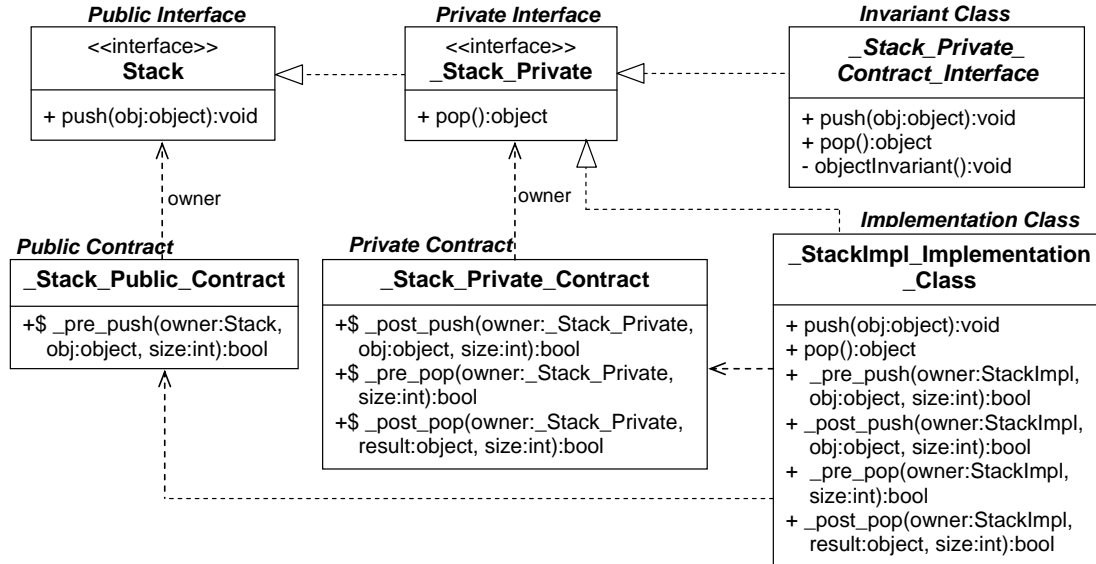 Public Interface
<<interface>>
Stack
+ push(obj:object):void
Private Interface
<<interface>>
_Stack_Private
+ pop():object
Invariant Class
_Stack_Private_
Contract_Interface
+ push(obj:object):void
+ pop():object
- objectInvariant():void
owner
owner
Public Contract
_Stack_Public_Contract
+$ _pre_push(owner:Stack,
obj:object, size:int):bool
Private Contract
_Stack_Private_Contract
+$ _post_push(owner:_Stack_Private,
obj:object, size:int):bool
+$ _pre_pop(owner:_Stack_Private,
size:int):bool
+$ _post_pop(owner:_Stack_Private,
result:object, size:int):bool
Implementation Class
_StackImpl_Implementation
_Class
+ push(obj:object):void
+ pop():object
+ _pre_push(owner:StackImpl,
obj:object, size:int):bool
+ _post_push(owner:StackImpl,
obj:object, size:int):bool
+ _pre_pop(owner:StackImpl,
size:int):bool
+ _post_pop(owner:StackImpl,
result:object, size:int):bool